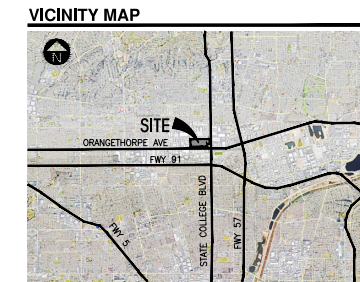 VICINITY MAP
N
SITE
ORANGETHORPE AVE
FWY 91
STATE COLLEGE BLVD
FWY 57
FWY 5